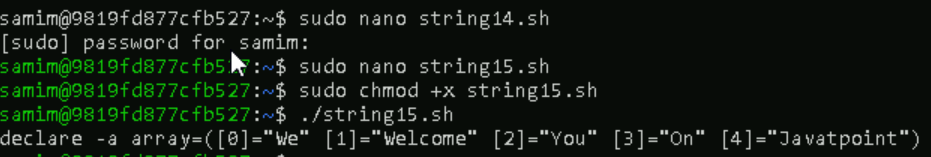 samim@9819fd877cfb527:~$ sudo nano string14.sh
[sudo] password for samim:
samim@9819fd877cfb527:~$ sudo nano string15.sh
samim@9819fd877cfb527:~$ sudo chmod +x string15.sh
samim@9819fd877cfb527:~$ ./string15.sh
declare -a array=([0]="We" [1]="Welcome" [2]="You" [3]="On" [4]="Javatpoint")